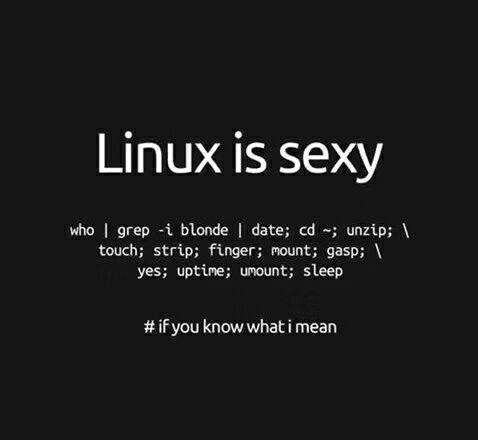 Linux is sexy
who | grep -i blonde | date; cd ~; unzip; \
touch; strip; finger; mount; gasp; \
yes; uptime; umount; sleep
# if you know what i mean